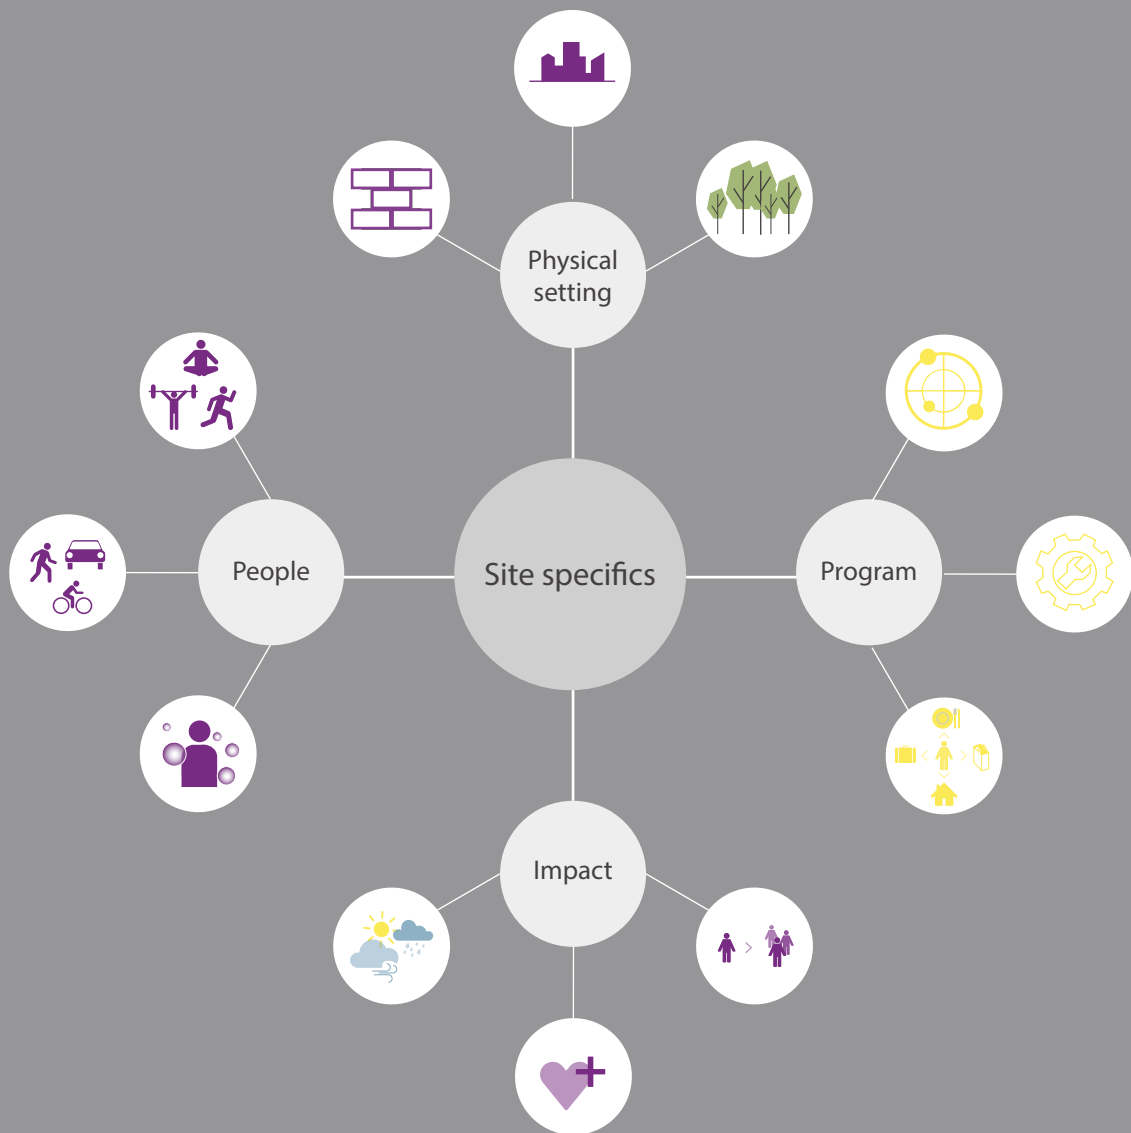 Physical
setting
People
Site specifics
Program
Impact